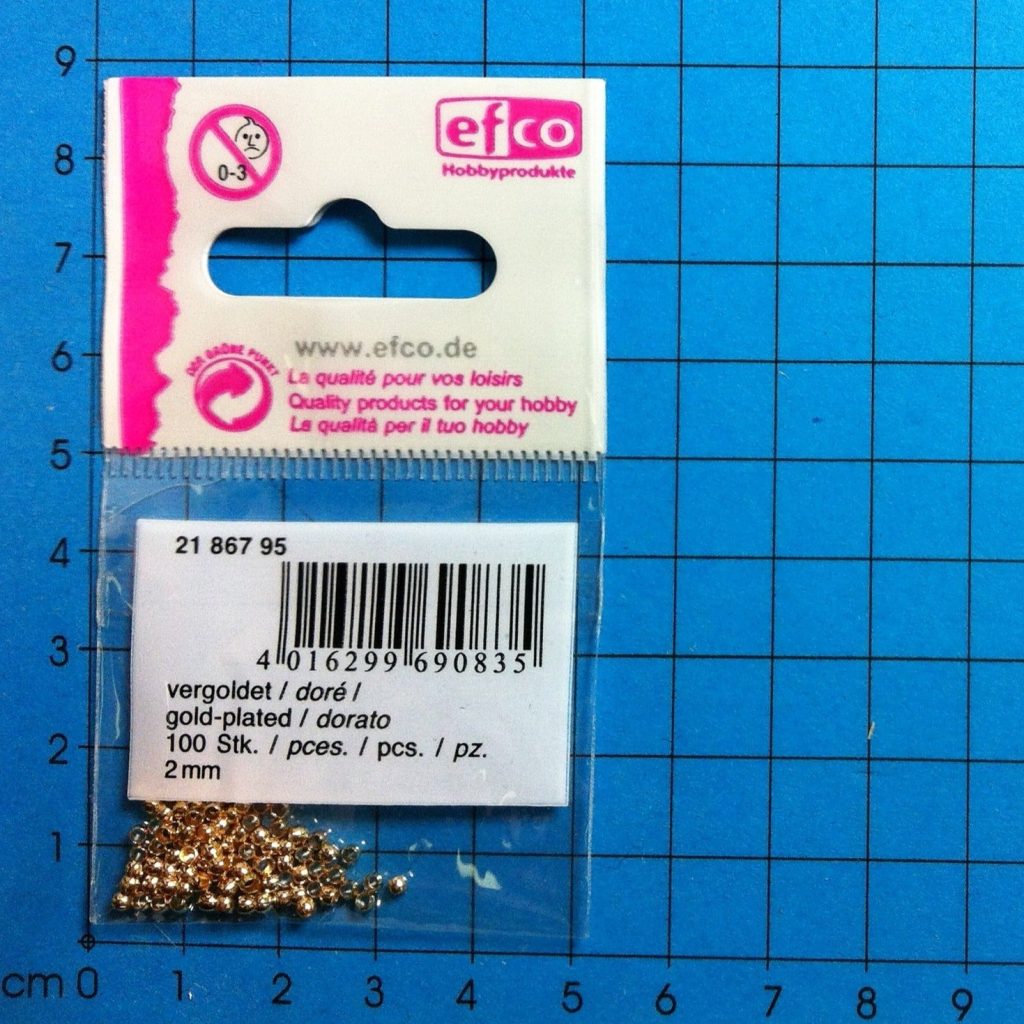 9
8
7
6
5
4
3
2
1
0-3
efco
Hobbyprodukte
DER GRÜNE PUNKT
www.efco.de
La qualité pour vos loisirs
Quality products for your hobby
La qualità per il tuo hobby
21 867 95
4 016299 690835
vergoldet / doré /
gold-plated / dorato
100 Stk. / pces. / pcs. / pz.
2 mm
cm 0 1 2 3 4 5 6 7 8 9